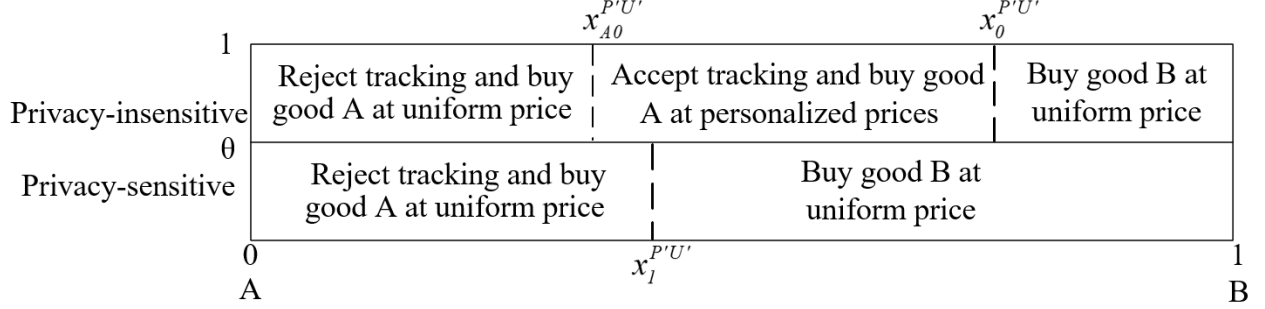 x_{A0}^{P'U'} x_0^{P'U'}
1
Reject tracking and buy
good A at uniform price
Accept tracking and buy good
A at personalized prices
Buy good B at
uniform price
Privacy-insensitive
θ
Privacy-sensitive
Reject tracking and buy
good A at uniform price
Buy good B at
uniform price
0 x_1^{P'U'} 1
A B